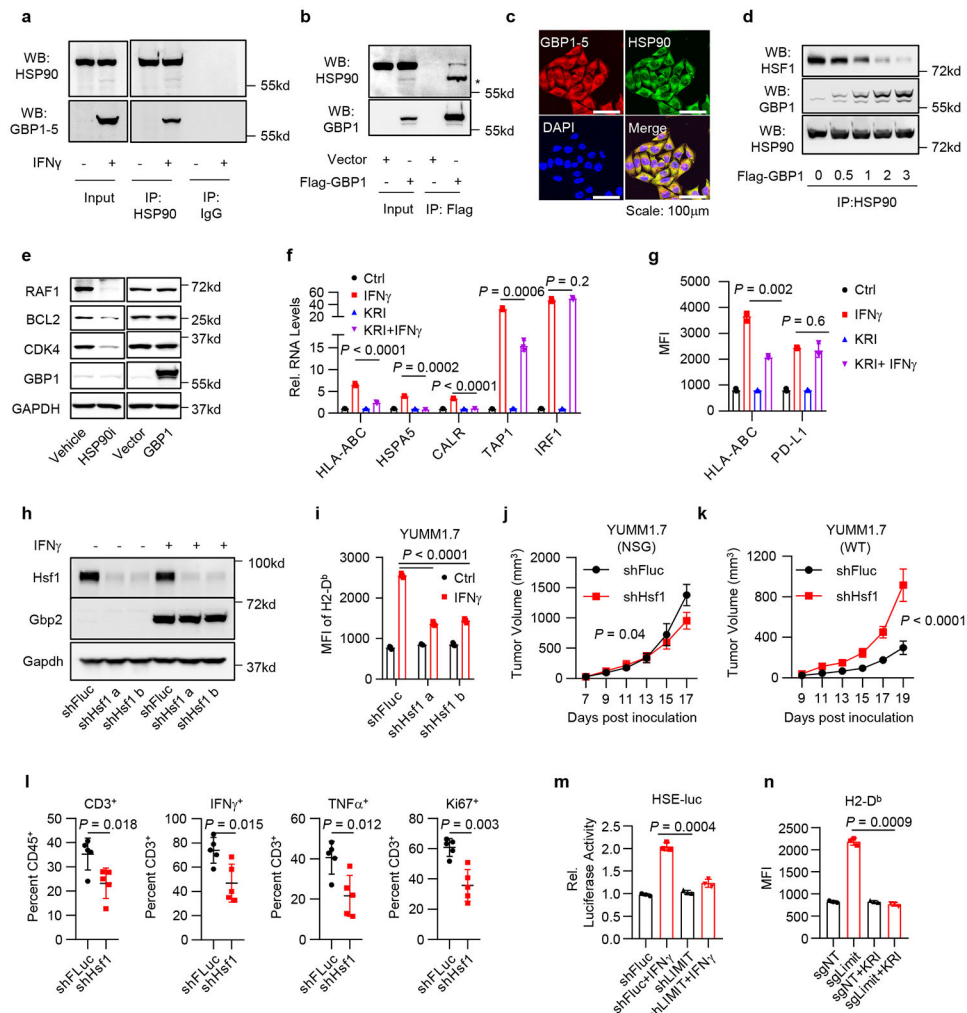 a
WB:
HSP90
55kd
WB:
GBP1-5
55kd
IFNγ - + - + - +
Input IP: HSP90 IP: IgG
b
WB:
HSP90
*
55kd
WB:
GBP1
55kd
Vector + - + -
Flag-GBP1 - + - +
Input IP: Flag
c
GBP1-5 HSP90
DAPI Merge
Scale: 100μm
d
WB:
HSF1
72kd
WB:
GBP1
WB:
HSP90
72kd
Flag-GBP1 0 0.5 1 2 3
IP:HSP90
e
RAF1 72kd
BCL2 25kd
37kd
CDK4
GBP1 55kd
GAPDH 37kd
Vehicle HSP90i Vector GBP1
f
Ctrl
IFNγ
KRI
KRI+IFNγ
P = 0.0006 P = 0.2
P < 0.0001
P = 0.0002
P < 0.0001
Rel. RNA Levels
60
50
40
30
20
15
10
5
0
HLA-ABC HSPA5 CALR TAP1 IRF1
g
P = 0.002
P = 0.6
Ctrl
IFNγ
KRI
KRI+ IFNγ
MFI
5000
4000
3000
2000
1000
0
HLA-ABC PD-L1
h
IFNγ - - - + + +
100kd
Hsf1
72kd
Gbp2
Gapdh
37kd
shFluc shHsf1 a shHsf1 b shFluc shHsf1 a shHsf1 b
i
YUMM1.7
P < 0.0001
Ctrl
IFNγ
MFI of H2-Dᵇ
3000
2000
1000
0
shFluc shHsf1 a shHsf1 b
j
YUMM1.7
(NSG)
shFluc
shHsf1
P = 0.04
Tumor Volume (mm³)
2000
1500
1000
500
0
7 9 11 13 15 17
Days post inoculation
k
YUMM1.7
(WT)
shFluc
shHsf1
P < 0.0001
Tumor Volume (mm³)
1200
800
400
0
9 11 13 15 17 19
Days post inoculation
l
CD3⁺
P = 0.018
Percent CD45⁺
50
40
30
20
10
0
shFLuc shHsf1
IFNγ⁺
P = 0.015
Percent CD3⁺
100
80
60
40
20
0
shFLuc shHsf1
TNFα⁺
P = 0.012
Percent CD3⁺
60
40
20
0
shFLuc shHsf1
Ki67⁺
P = 0.003
Percent CD3⁺
80
60
40
20
0
shFLuc shHsf1
m
HSE-luc
P = 0.0004
Rel.
Luciferase Activity
2.5
2.0
1.5
1.0
0.5
0.0
shFluc shFluc+IFNγ shLIMIT shLIMIT+IFNγ
n
H2-Dᵇ
P = 0.0009
MFI
2500
2000
1500
1000
500
0
sgNT sgLimit sgNT+KRI sgLimit+KRI